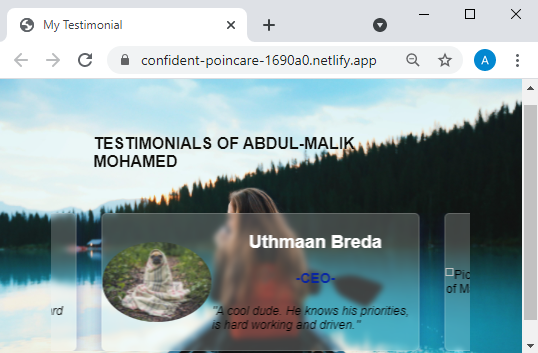 My Testimonial
confident-poincare-1690a0.netlify.app
A
TESTIMONIALS OF ABDUL-MALIK
MOHAMED
Uthmaan Breda
-CEO-
"A cool dude. He knows his priorities,
is hard working and driven."
ard
Pic
of M